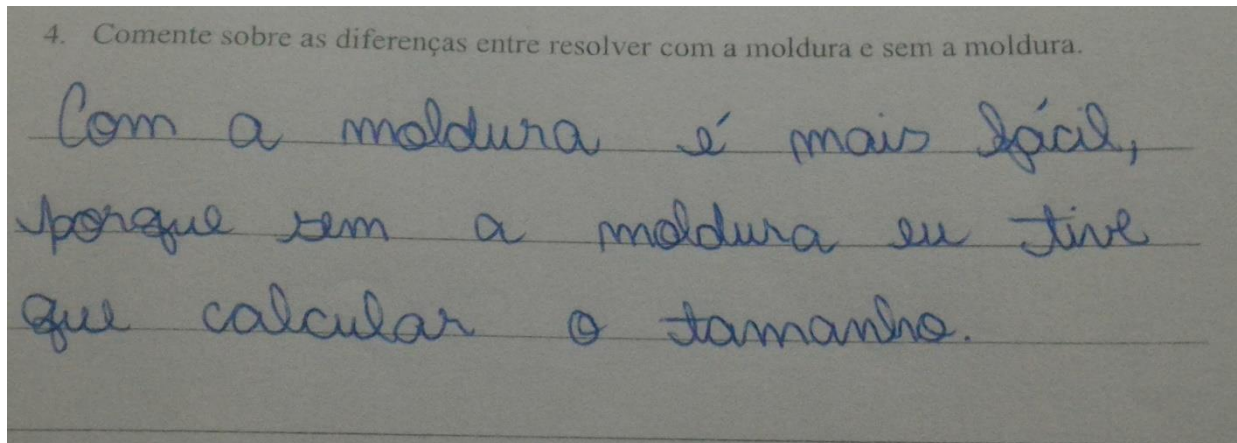 4. Comente sobre as diferenças entre resolver com a moldura e sem a moldura.
Com a moldura é mais fácil,
porque sem a moldura eu tive
que calcular o tamanho.